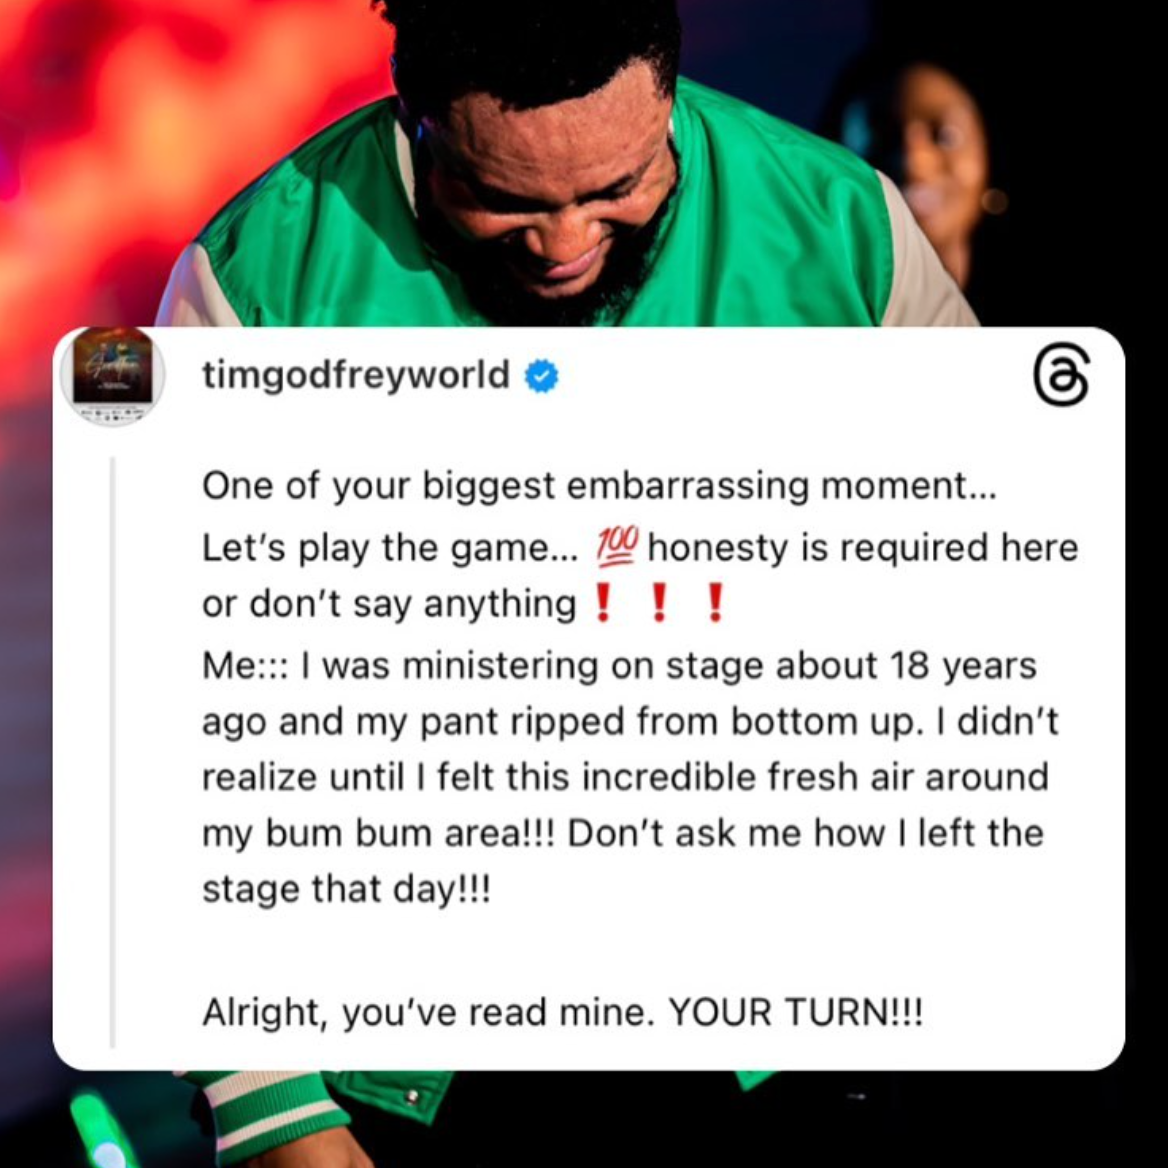 timgodfreyworld
One of your biggest embarrassing moment...
Let's play the game... 💯 honesty is required here
or don't say anything❗❗❗
Me::: I was ministering on stage about 18 years
ago and my pant ripped from bottom up. I didn't
realize until I felt this incredible fresh air around
my bum bum area!!! Don't ask me how I left the
stage that day!!!
Alright, you've read mine. YOUR TURN!!!